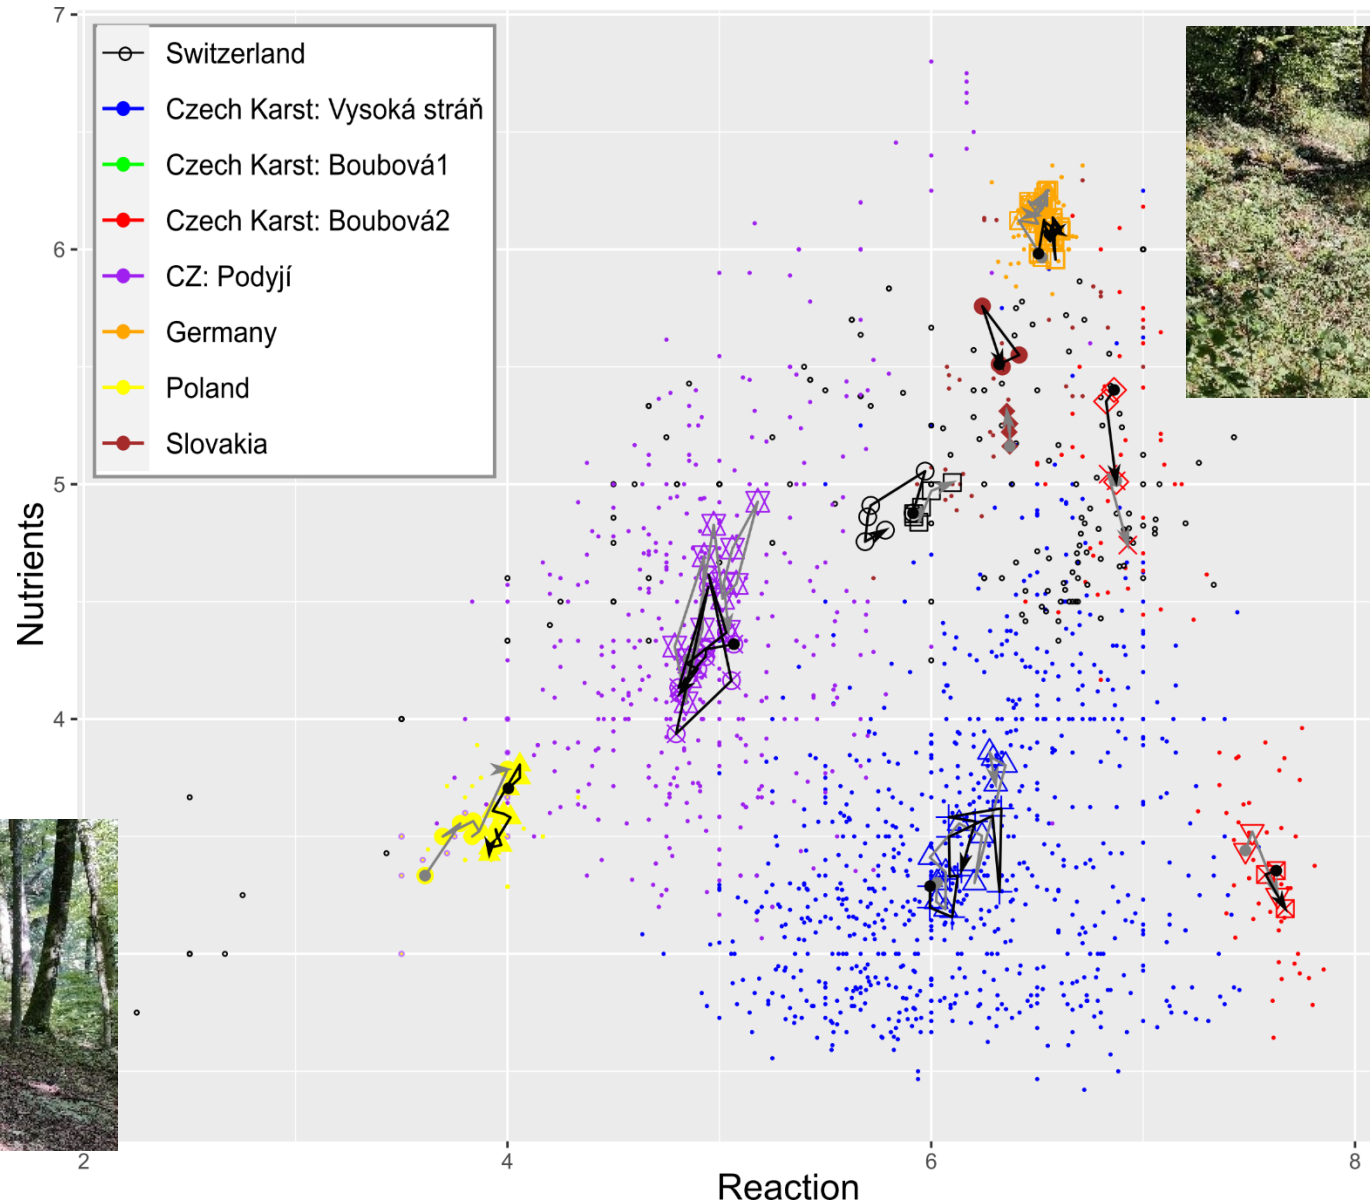 7
Switzerland
Czech Karst: Vysoká stráň
Czech Karst: Boubová1
Czech Karst: Boubová2
CZ: Podyjí
Germany
Poland
Slovakia
6
5
4
Nutrients
2
4
6
8
Reaction